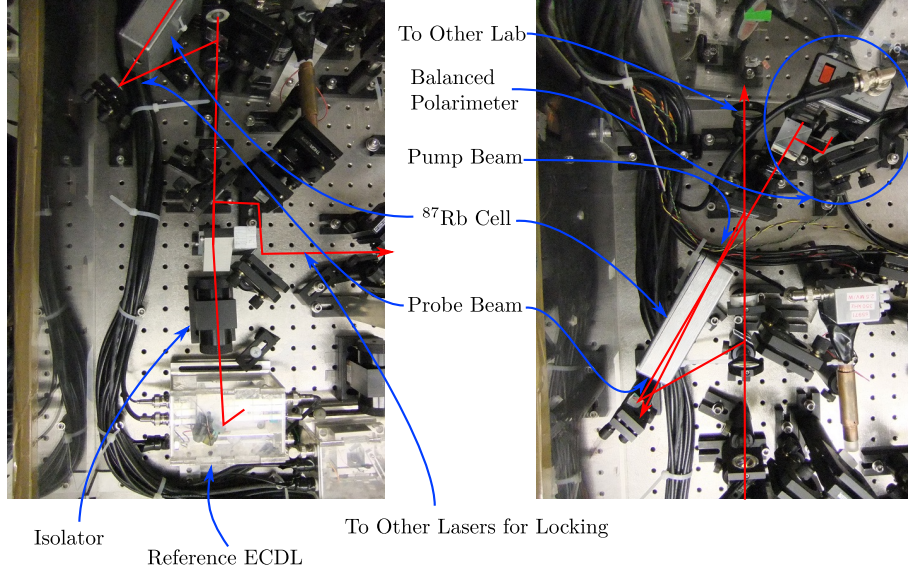 To Other Lab
Balanced
Polarimeter
Pump Beam
⁸⁷Rb Cell
Probe Beam
To Other Lasers for Locking
Isolator
Reference ECDL